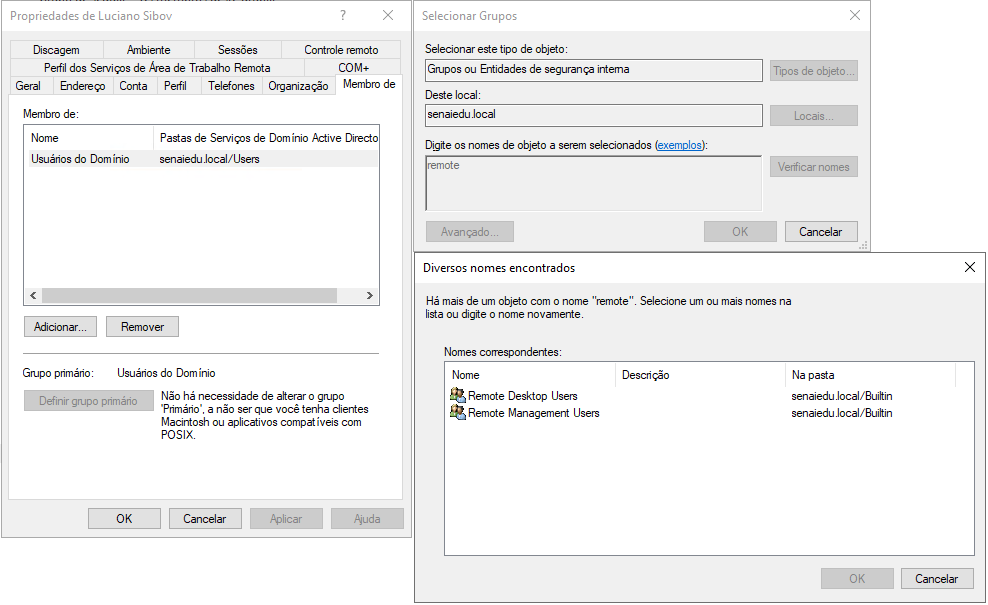 Propriedades de Luciano Sibov
?
Discagem Ambiente Sessões Controle remoto
Perfil dos Serviços de Área de Trabalho Remota COM+
Geral Endereço Conta Perfil Telefones Organização Membro de
Membro de:
Nome Pastas de Serviços de Domínio Active Directo
Usuários do Domínio senaiedu.local/Users
Adicionar... Remover
Grupo primário: Usuários do Domínio
Definir grupo primário
Não há necessidade de alterar o grupo
'Primário', a não ser que você tenha clientes
Macintosh ou aplicativos compatíveis com
POSIX.
OK Cancelar Aplicar Ajuda
Selecionar Grupos
Selecionar este tipo de objeto:
Grupos ou Entidades de segurança interna Tipos de objeto...
Deste local:
senaiedu.local Locais...
Digite os nomes de objeto a serem selecionados (exemplos):
remote Verificar nomes
Avançado... OK Cancelar
Diversos nomes encontrados
Há mais de um objeto com o nome "remote". Selecione um ou mais nomes na
lista ou digite o nome novamente.
Nomes correspondentes:
Nome Descrição Na pasta
Remote Desktop Users senaiedu.local/Builtin
Remote Management Users senaiedu.local/Builtin
OK Cancelar